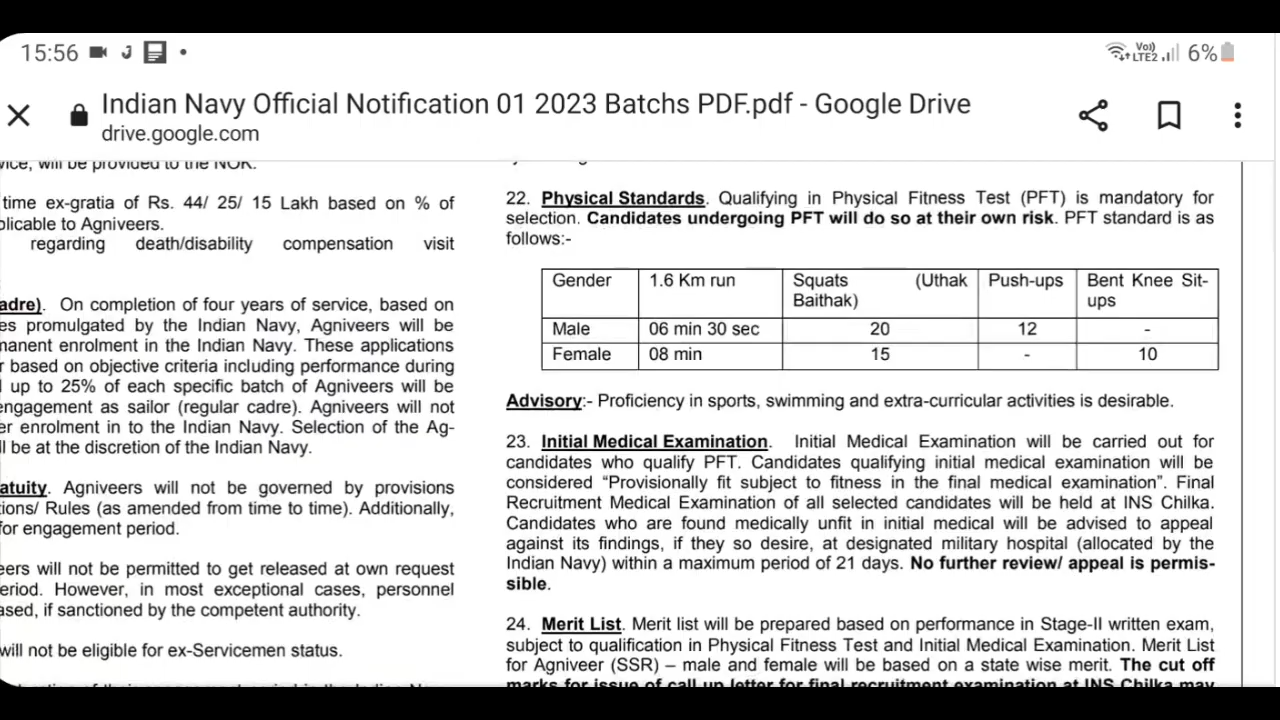 15:56
Vo)) LTE2 6%
Indian Navy Official Notification 01 2023 Batchs PDF.pdf - Google Drive
drive.google.com
vice, will be provided to the NOK.
time ex-gratia of Rs. 44/ 25/ 15 Lakh based on % of
plicable to Agniveers.
regarding death/disability compensation visit
adre). On completion of four years of service, based on
es promulgated by the Indian Navy, Agniveers will be
manent enrolment in the Indian Navy. These applications
r based on objective criteria including performance during
l up to 25% of each specific batch of Agniveers will be
engagement as sailor (regular cadre). Agniveers will not
er enrolment in to the Indian Navy. Selection of the Ag-
ll be at the discretion of the Indian Navy.
atuity. Agniveers will not be governed by provisions
tions/ Rules (as amended from time to time). Additionally,
for engagement period.
eers will not be permitted to get released at own request
eriod. However, in most exceptional cases, personnel
ased, if sanctioned by the competent authority.
will not be eligible for ex-Servicemen status.
22. Physical Standards. Qualifying in Physical Fitness Test (PFT) is mandatory for
selection. Candidates undergoing PFT will do so at their own risk. PFT standard is as
follows:-
Gender 1.6 Km run Squats (Uthak Baithak) Push-ups Bent Knee Sit-ups
Male 06 min 30 sec 20 12 -
Female 08 min 15 - 10
Advisory:- Proficiency in sports, swimming and extra-curricular activities is desirable.
23. Initial Medical Examination. Initial Medical Examination will be carried out for
candidates who qualify PFT. Candidates qualifying initial medical examination will be
considered “Provisionally fit subject to fitness in the final medical examination”. Final
Recruitment Medical Examination of all selected candidates will be held at INS Chilka.
Candidates who are found medically unfit in initial medical will be advised to appeal
against its findings, if they so desire, at designated military hospital (allocated by the
Indian Navy) within a maximum period of 21 days. No further review/ appeal is permis-
sible.
24. Merit List. Merit list will be prepared based on performance in Stage-II written exam,
subject to qualification in Physical Fitness Test and Initial Medical Examination. Merit List
for Agniveer (SSR) – male and female will be based on a state wise merit. The cut off
marks for issue of call up letter for final recruitment examination at INS Chilka may